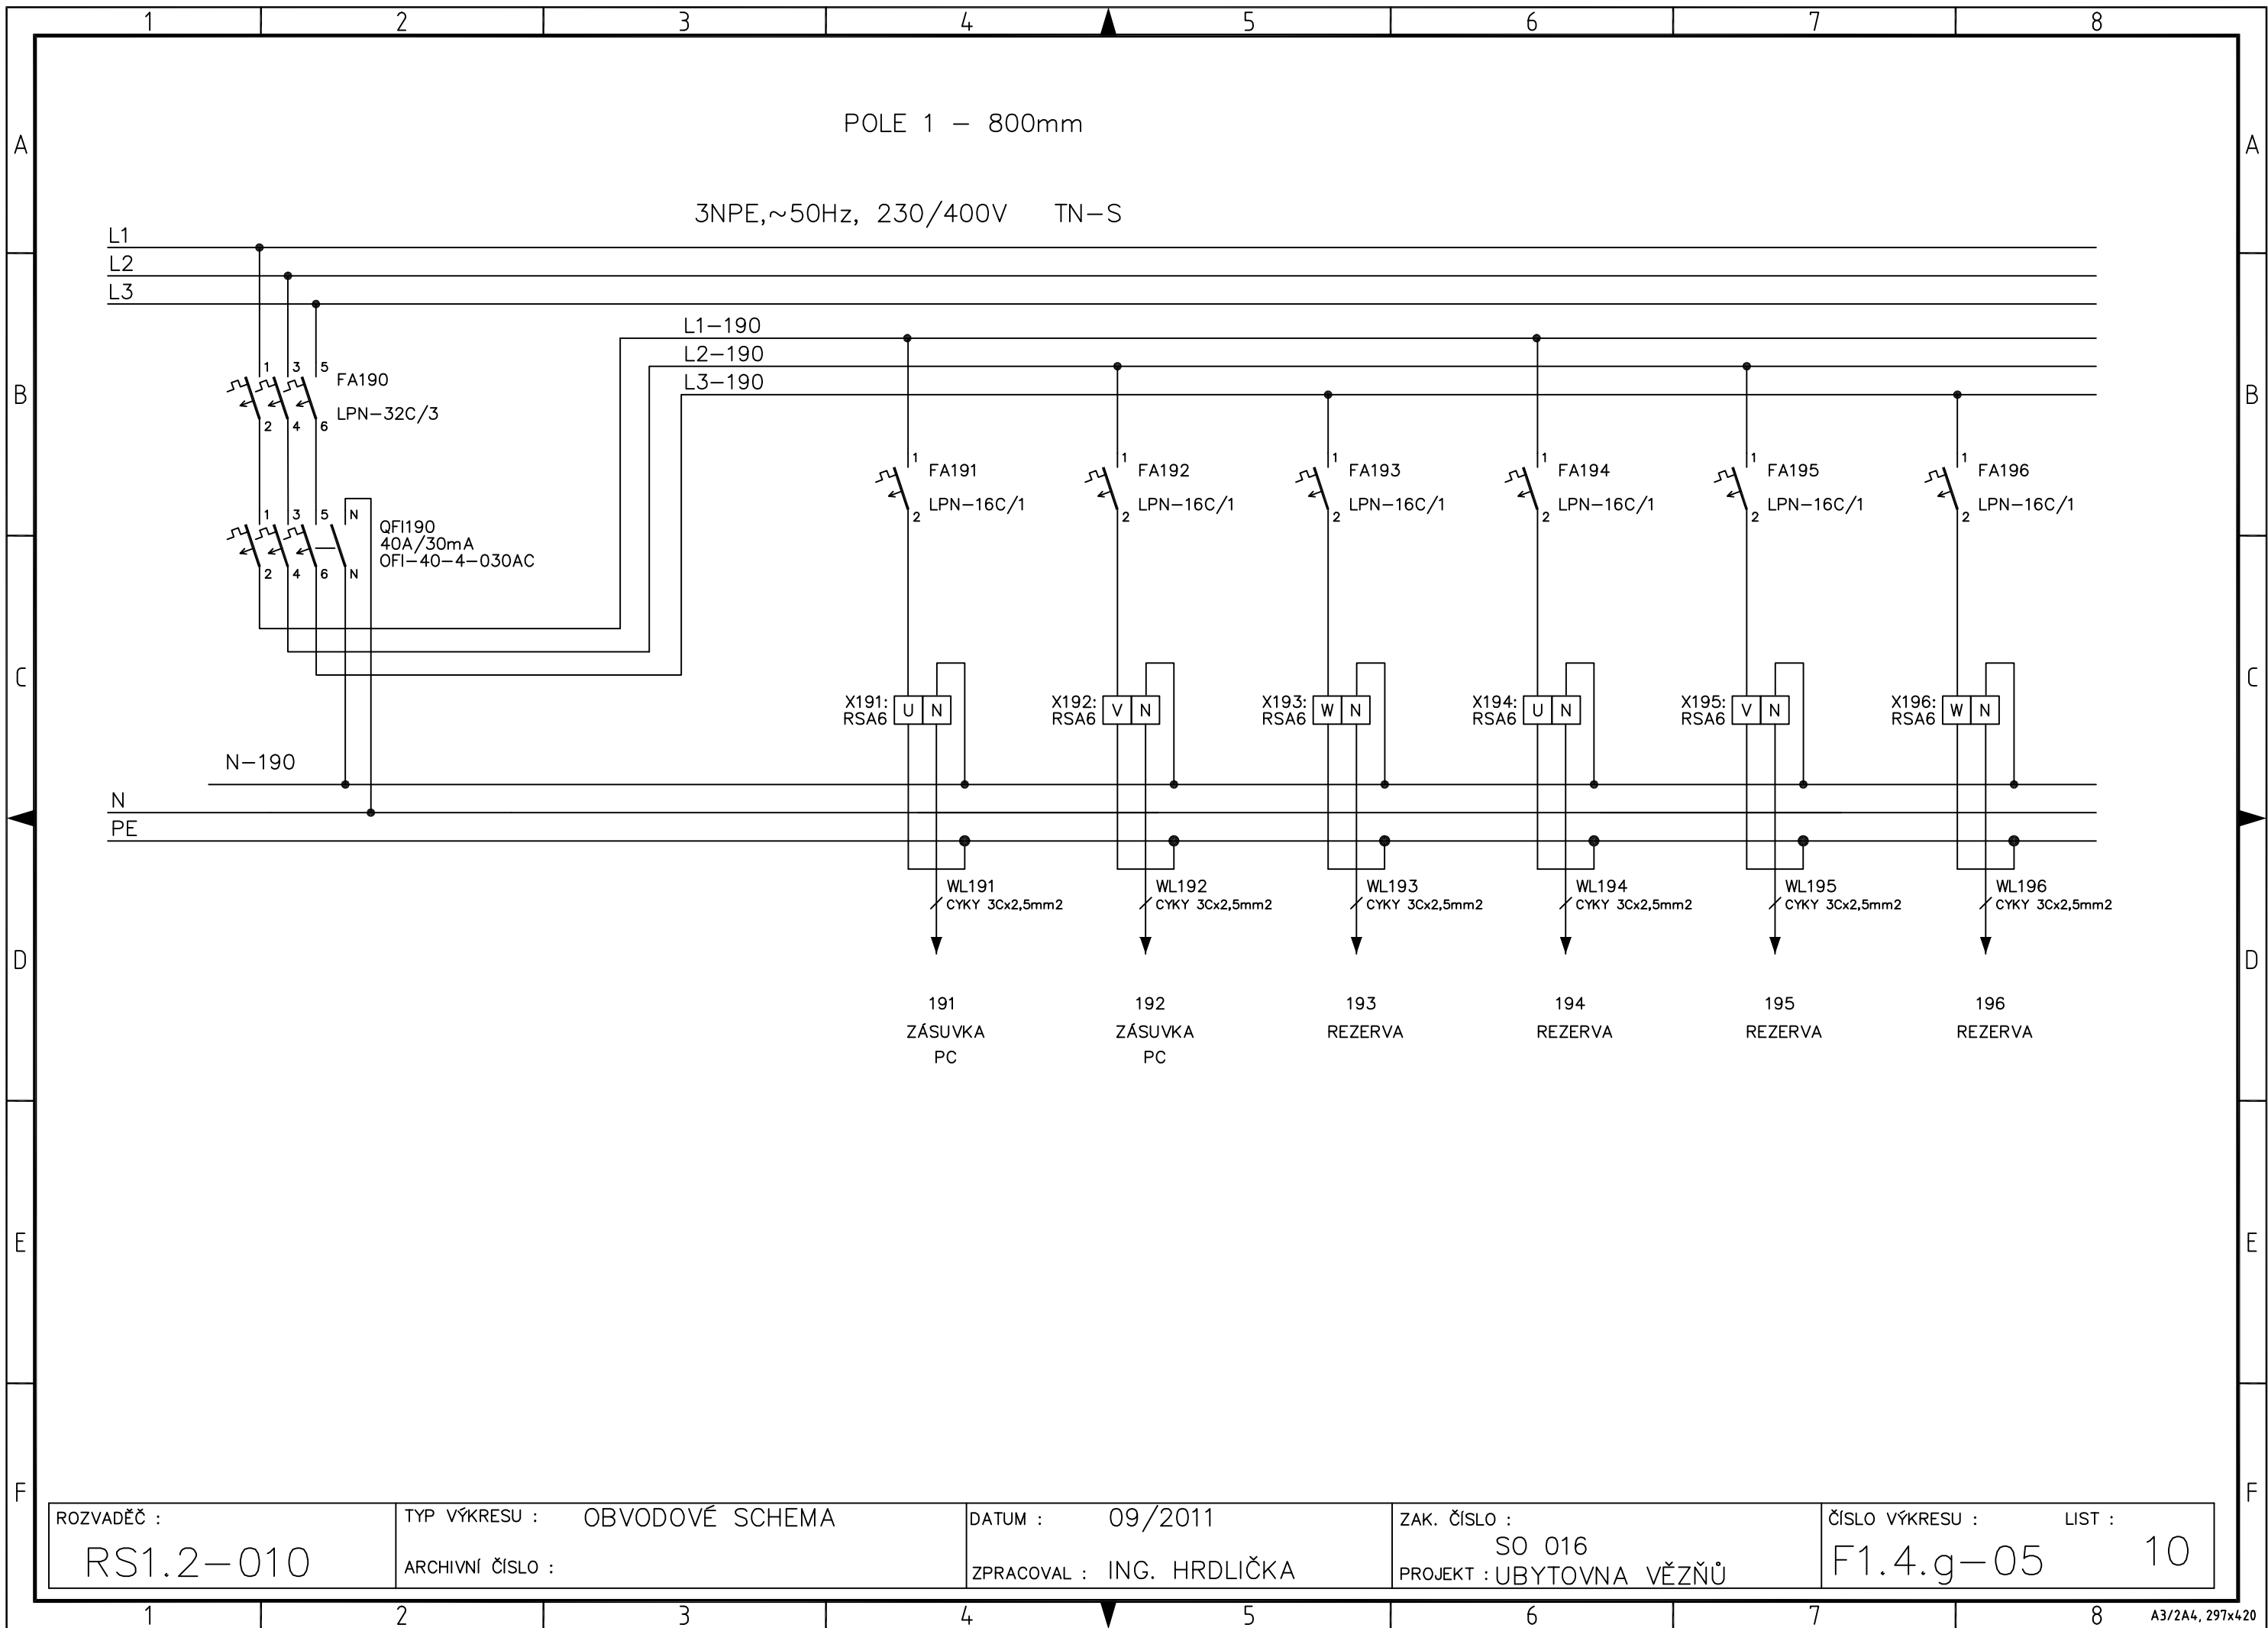 1 2 3 4 5 6 7 8
A A
POLE 1 – 800mm
3NPE,~50Hz, 230/400V TN–S
L1
L2
L3
L1–190
L2–190
L3–190
B B
1 3 5
FA190
LPN–32C/3
2 4 6
1 FA191
LPN–16C/1
2
1 FA192
LPN–16C/1
2
1 FA193
LPN–16C/1
2
1 FA194
LPN–16C/1
2
1 FA195
LPN–16C/1
2
1 FA196
LPN–16C/1
2
1 3 5 N
QFI190
40A/30mA
OFI–40–4–030AC
2 4 6 N
C C
X191:
RSA6
U N
X192:
RSA6
V N
X193:
RSA6
W N
X194:
RSA6
U N
X195:
RSA6
V N
X196:
RSA6
W N
N–190
N
PE
WL191
CYKY 3Cx2,5mm2
WL192
CYKY 3Cx2,5mm2
WL193
CYKY 3Cx2,5mm2
WL194
CYKY 3Cx2,5mm2
WL195
CYKY 3Cx2,5mm2
WL196
CYKY 3Cx2,5mm2
D D
191
ZÁSUVKA
PC
192
ZÁSUVKA
PC
193
REZERVA
194
REZERVA
195
REZERVA
196
REZERVA
E E
F F
ROZVADĚČ :
RS1.2–010
TYP VÝKRESU : OBVODOVÉ SCHEMA
ARCHIVNÍ ČÍSLO :
DATUM : 09/2011
ZPRACOVAL : ING. HRDLIČKA
ZAK. ČÍSLO :
SO 016
PROJEKT : UBYTOVNA VĚZŇŮ
ČÍSLO VÝKRESU :
F1.4.g–05
LIST :
10
1 2 3 4 5 6 7 8
A3/2A4, 297x420